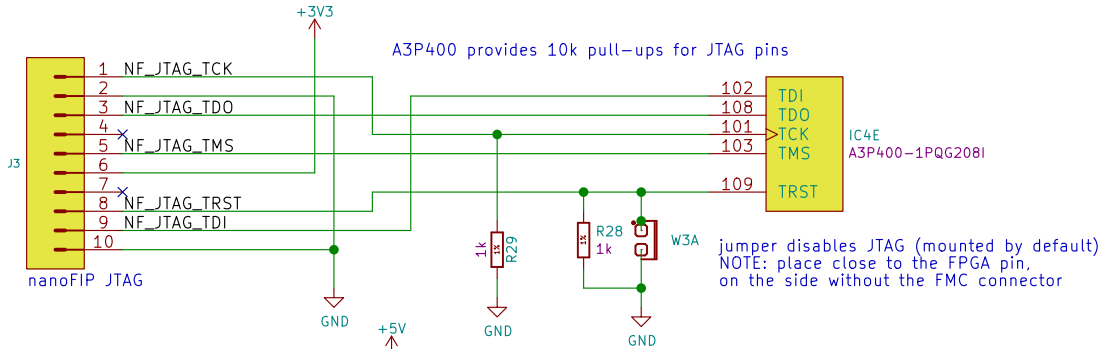 +3V3
A3P400 provides 10k pull-ups for JTAG pins
1 NF_JTAG_TCK
2
3 NF_JTAG_TDO
4
5 NF_JTAG_TMS
6
7
8 NF_JTAG_TRST
9 NF_JTAG_TDI
10
J3
nanoFIP JTAG
102 TDI
108 TDO
101 TCK
103 TMS
109 TRST
IC4E
A3P400-1PQG208I
1k
1%
R29
1%
R28
1k
W3A
jumper disables JTAG (mounted by default)
NOTE: place close to the FPGA pin,
on the side without the FMC connector
GND
GND
GND
+5V